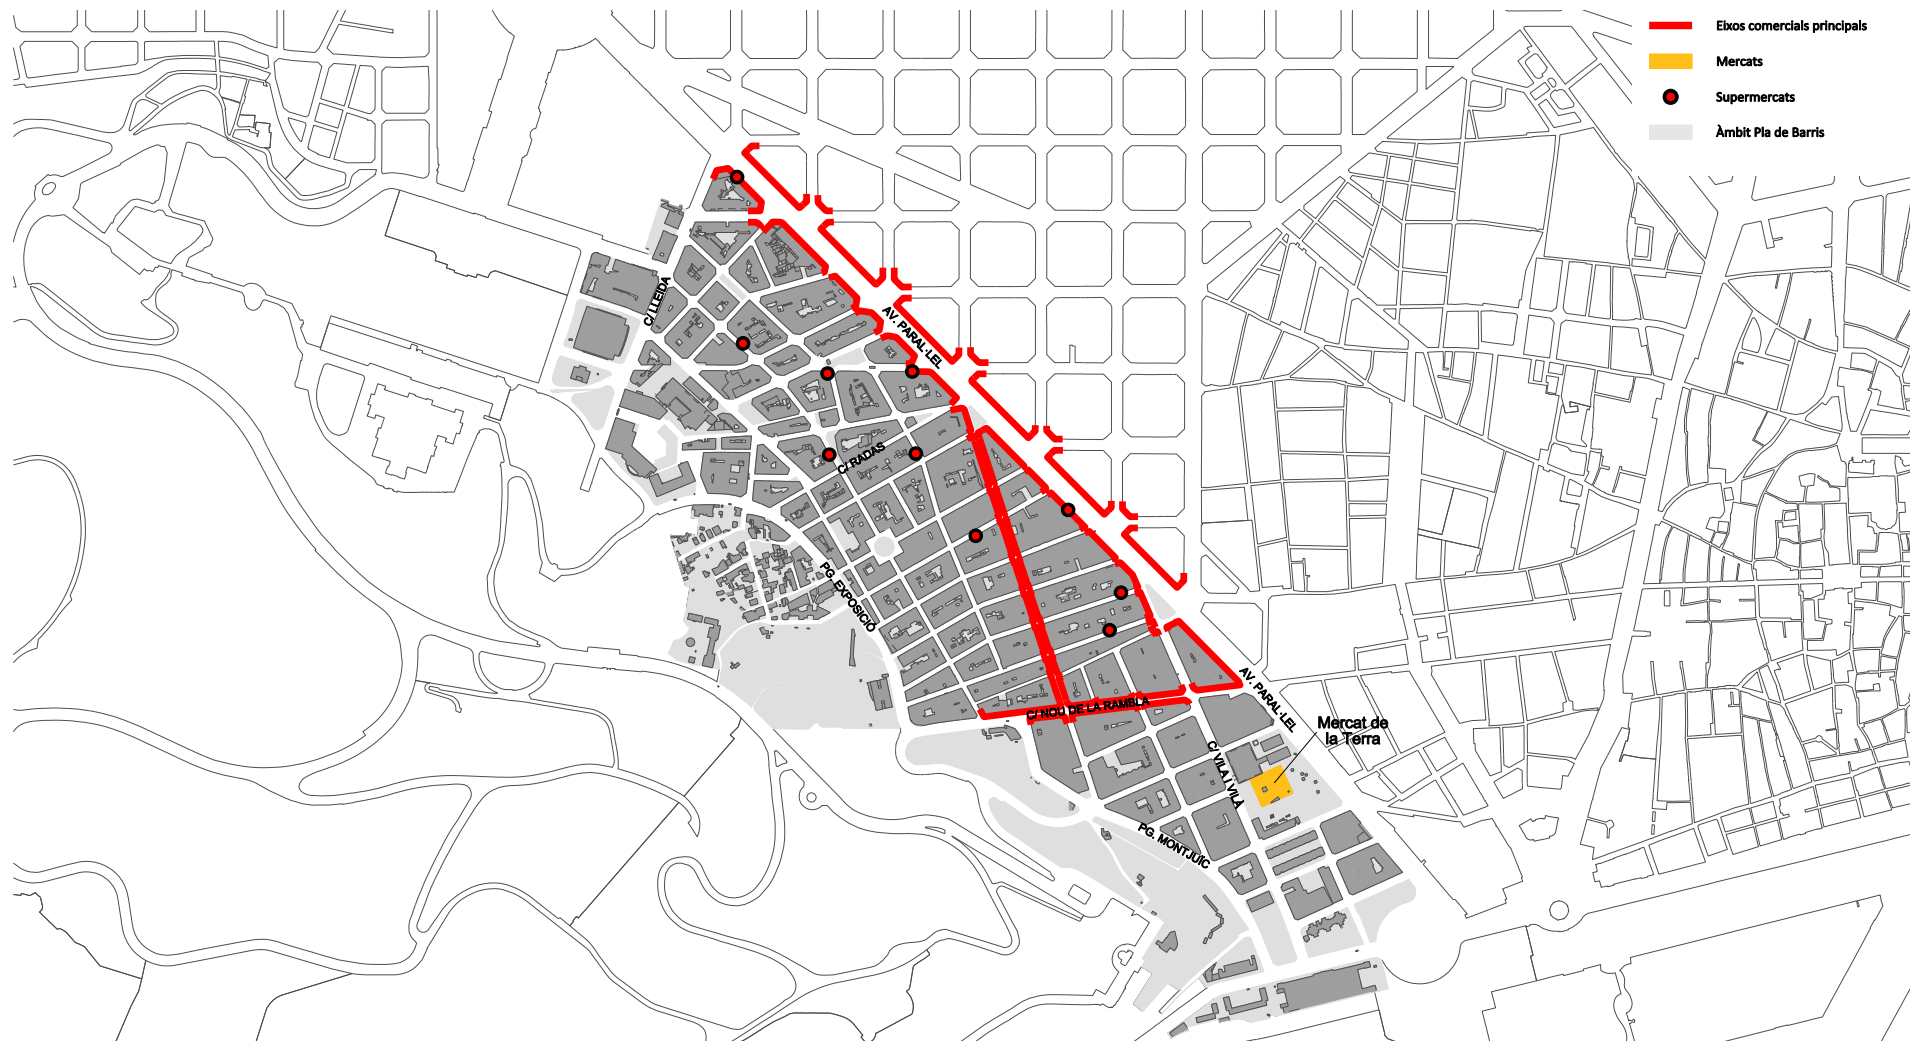 Eixos comercials principals
Mercats
Supermercats
Àmbit Pla de Barris
C/ LLEIDA
AV. PARAL·LEL
C/ RADAS
PG. EXPOSICIÓ
C/ NOU DE LA RAMBLA
AV. PARAL·LEL
Mercat de
la Terra
C/ VILA I VILÀ
PG. MONTJUÏC